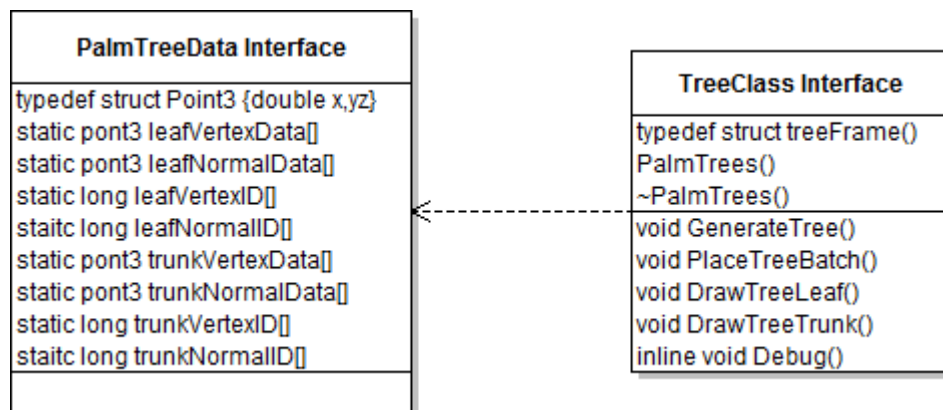 PalmTreeData Interface
typedef struct Point3 {double x,yz}
static pont3 leafVertexData[]
static pont3 leafNormalData[]
static long leafVertexID[]
staitc long leafNormalID[]
static pont3 trunkVertexData[]
static pont3 trunkNormalData[]
static long trunkVertexID[]
staitc long trunkNormalID[]
TreeClass Interface
typedef struct treeFrame()
PalmTrees()
~PalmTrees()
void GenerateTree()
void PlaceTreeBatch()
void DrawTreeLeaf()
void DrawTreeTrunk()
inline void Debug()